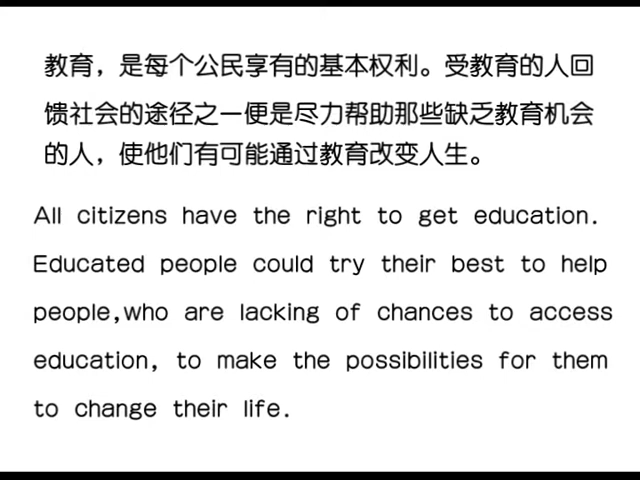 教育，是每个公民享有的基本权利。受教育的人回
馈社会的途径之一便是尽力帮助那些缺乏教育机会
的人，使他们有可能通过教育改变人生。
All citizens have the right to get education.
Educated people could try their best to help
people,who are lacking of chances to access
education, to make the possibilities for them
to change their life.